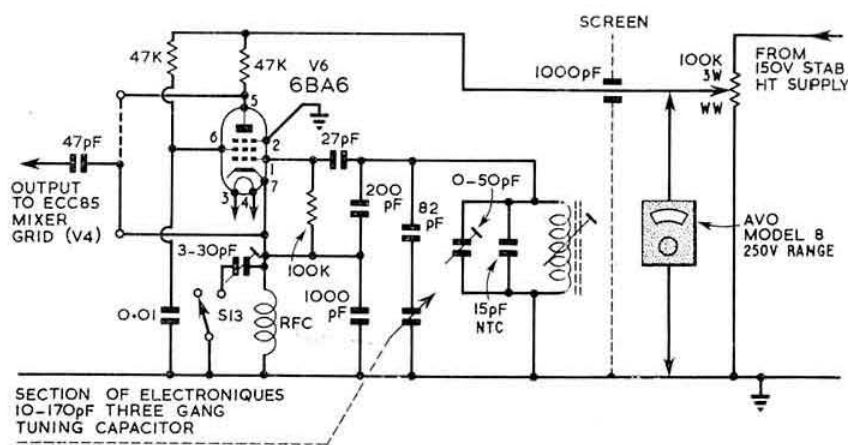 SCREEN
47K
47K
V6
6BA6
1000pF
100K
3W
WW
FROM
150V STAB
HT SUPPLY
5
6
2
1
7
3
4
47pF
27pF
OUTPUT
TO ECC85
MIXER
GRID (V4)
200
pF
82
pF
0-50pF
AVO
MODEL 8
250V RANGE
3-30pF
100K
0·01
S13
RFC
1000
pF
15pF
NTC
SECTION OF ELECTRONIQUES
10-170pF THREE GANG
TUNING CAPACITOR